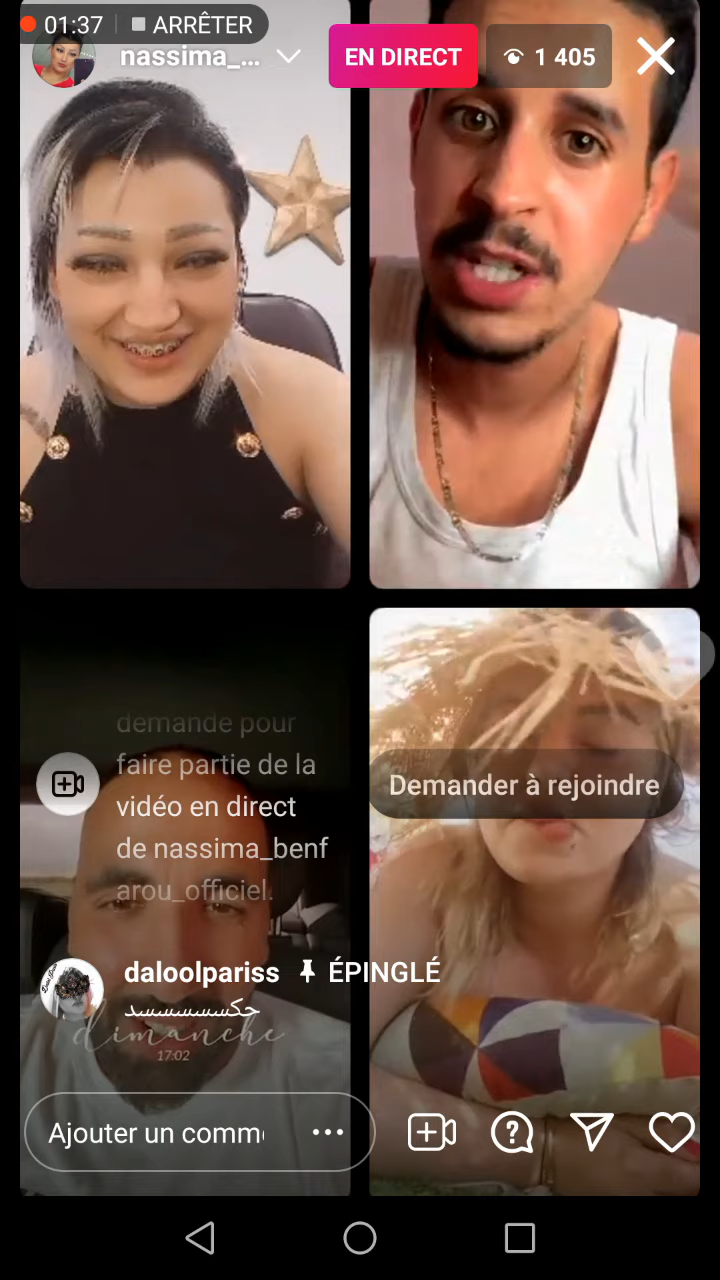 01:37 ARRÊTER
nassima_...
EN DIRECT
1 405
demande pour
faire partie de la
vidéo en direct
de nassima_benf
arou_officiel.
Demander à rejoindre
daloolpariss ÉPINGLÉ
dimanche
17:02
Ajouter un comm